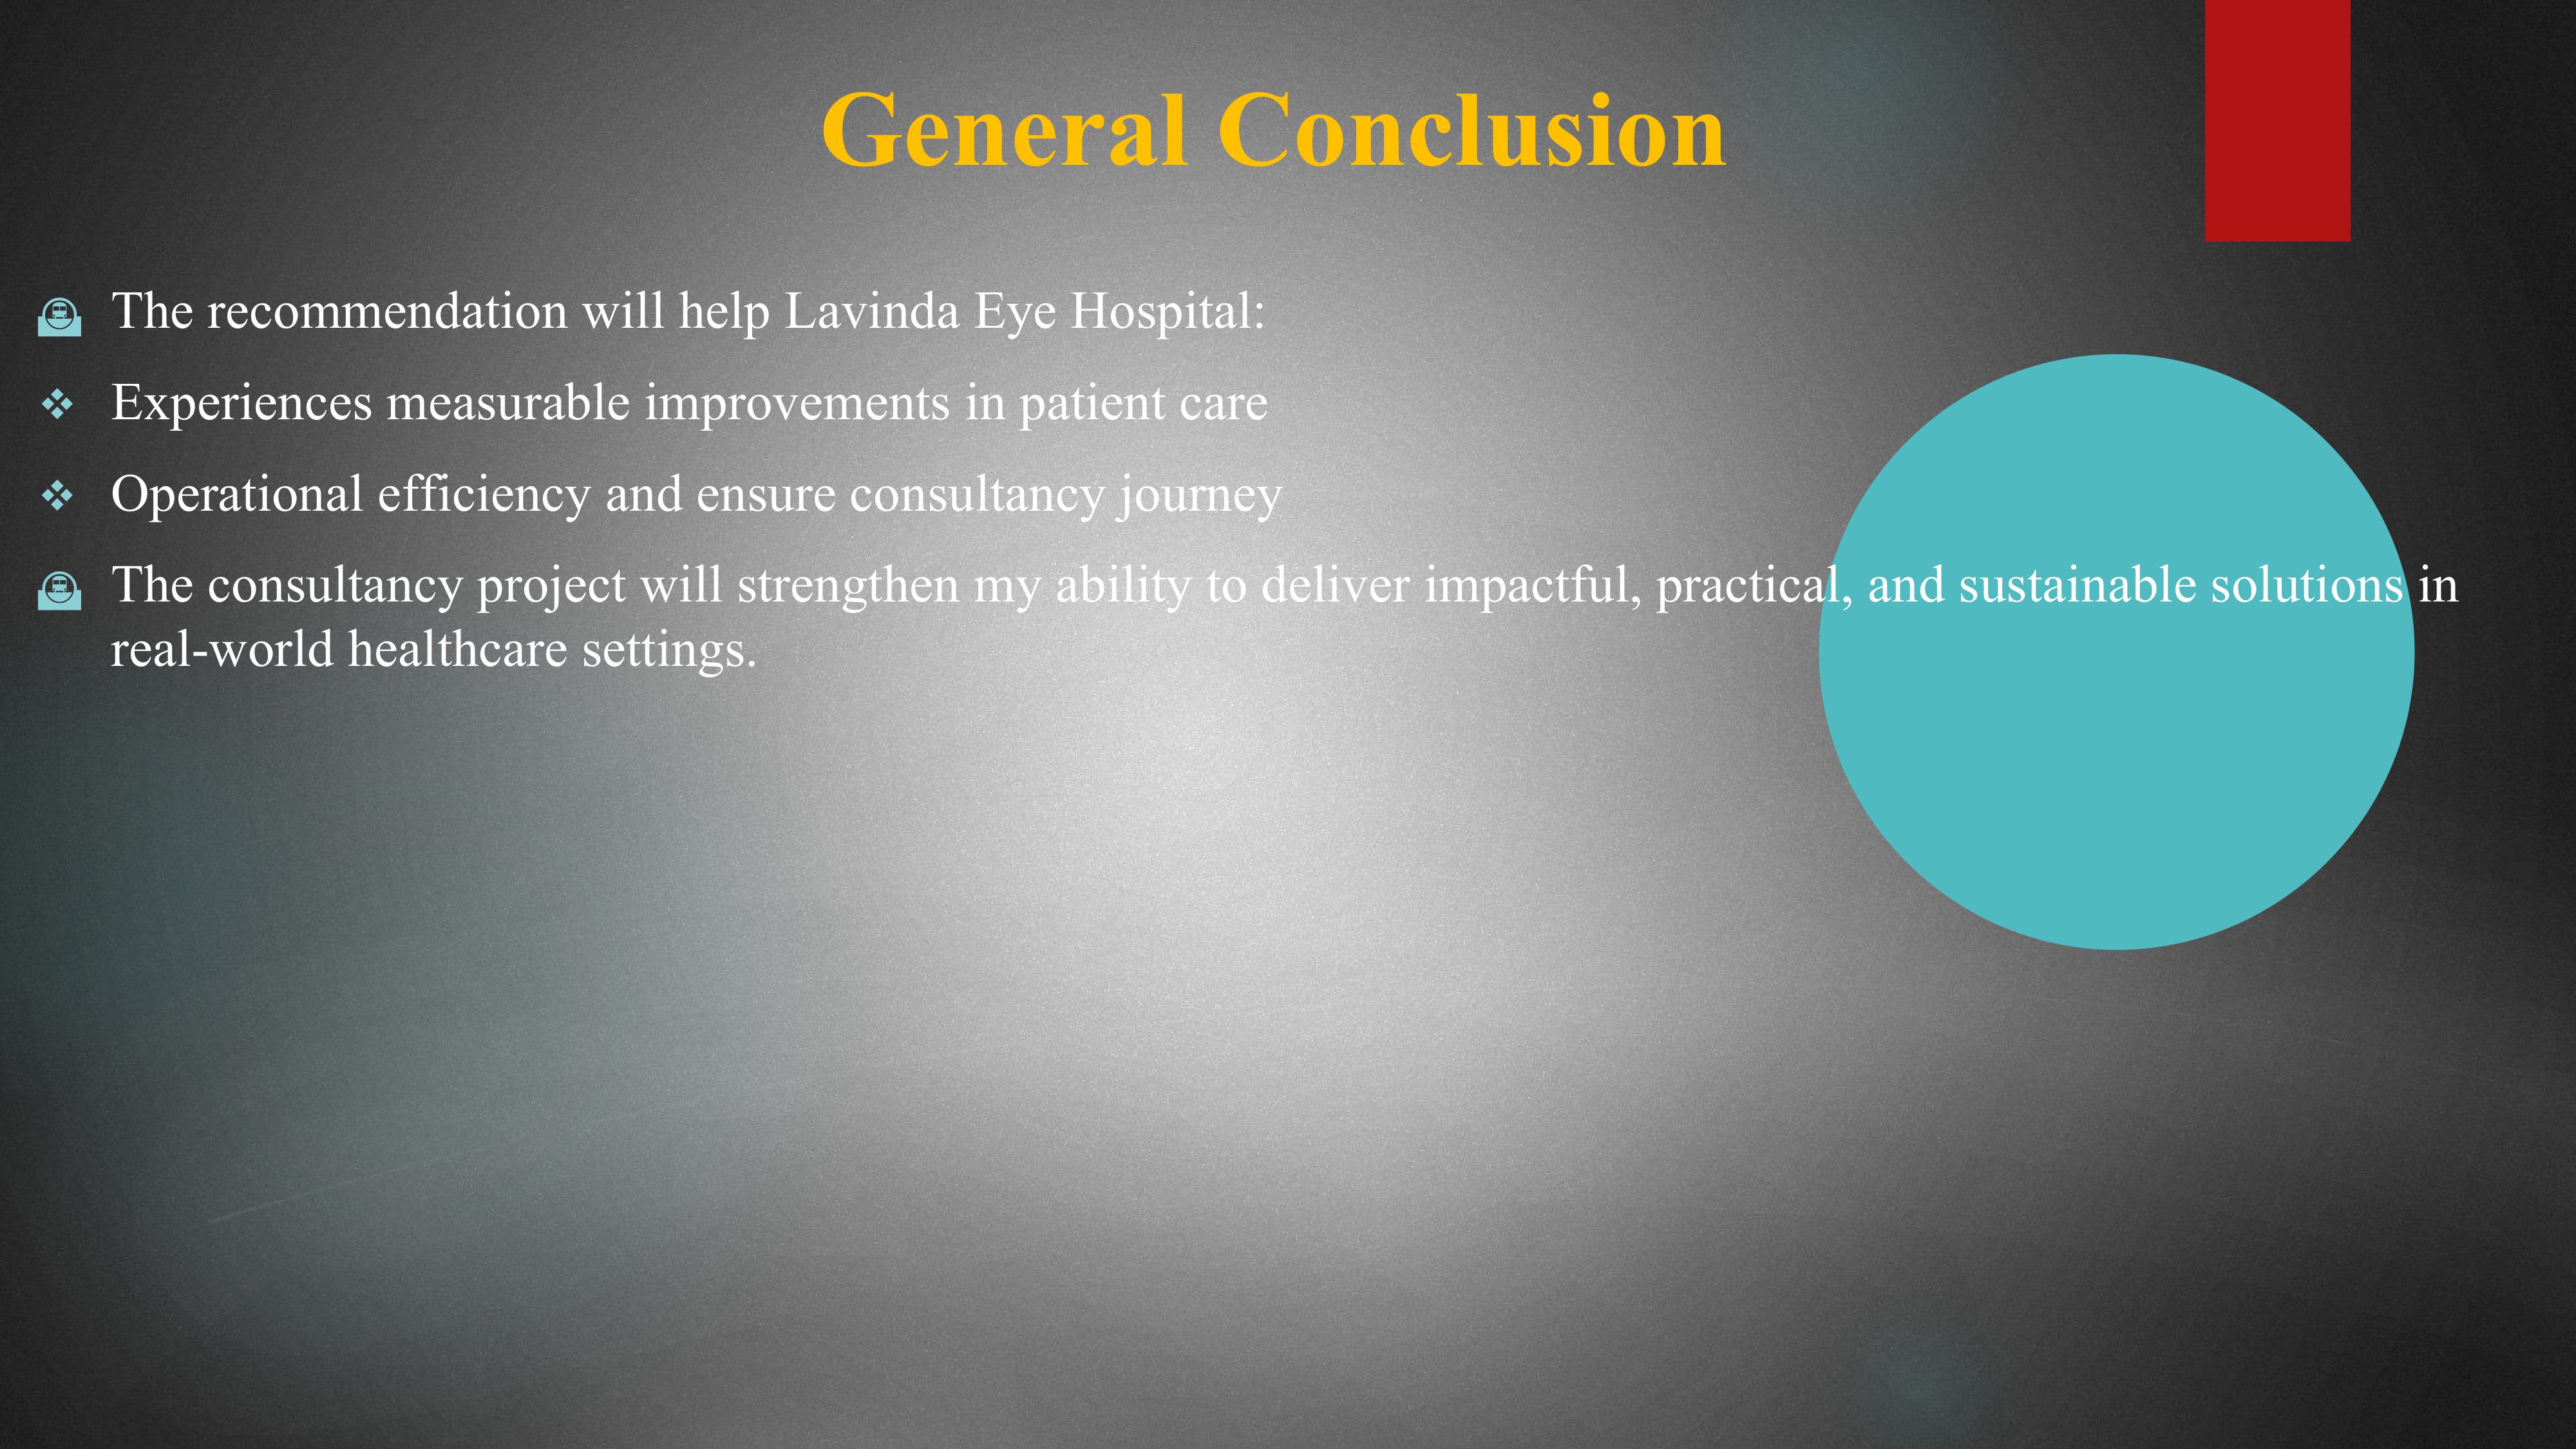 General Conclusion
The recommendation will help Lavinda Eye Hospital:
Experiences measurable improvements in patient care
Operational efficiency and ensure consultancy journey
The consultancy project will strengthen my ability to deliver impactful, practical, and sustainable solutions in
real-world healthcare settings.